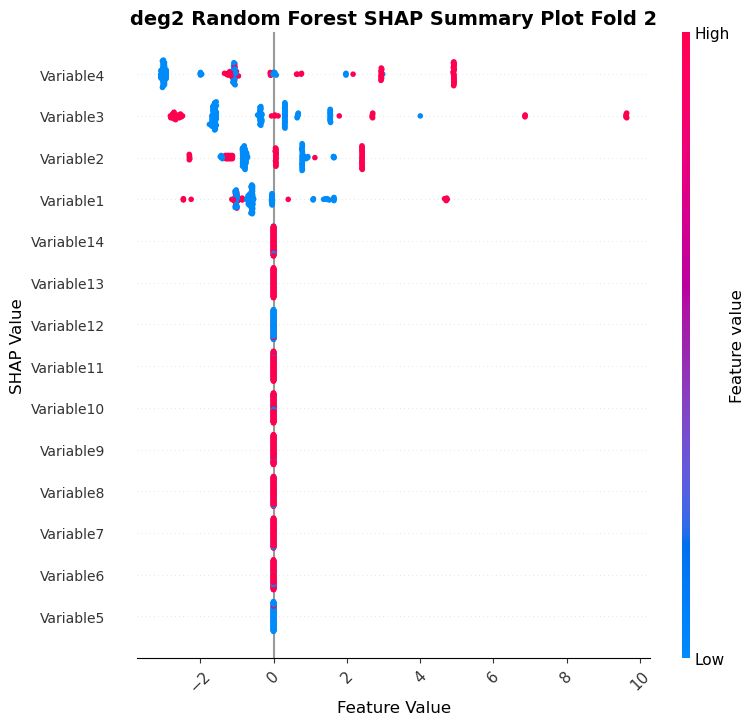 deg2 Random Forest SHAP Summary Plot Fold 2
High
Variable4
Variable3
Variable2
Variable1
Variable14
Variable13
Variable12
Variable11
Variable10
Variable9
Variable8
Variable7
Variable6
Variable5
SHAP Value
Feature value
Low
−2
0
2
4
6
8
10
Feature Value